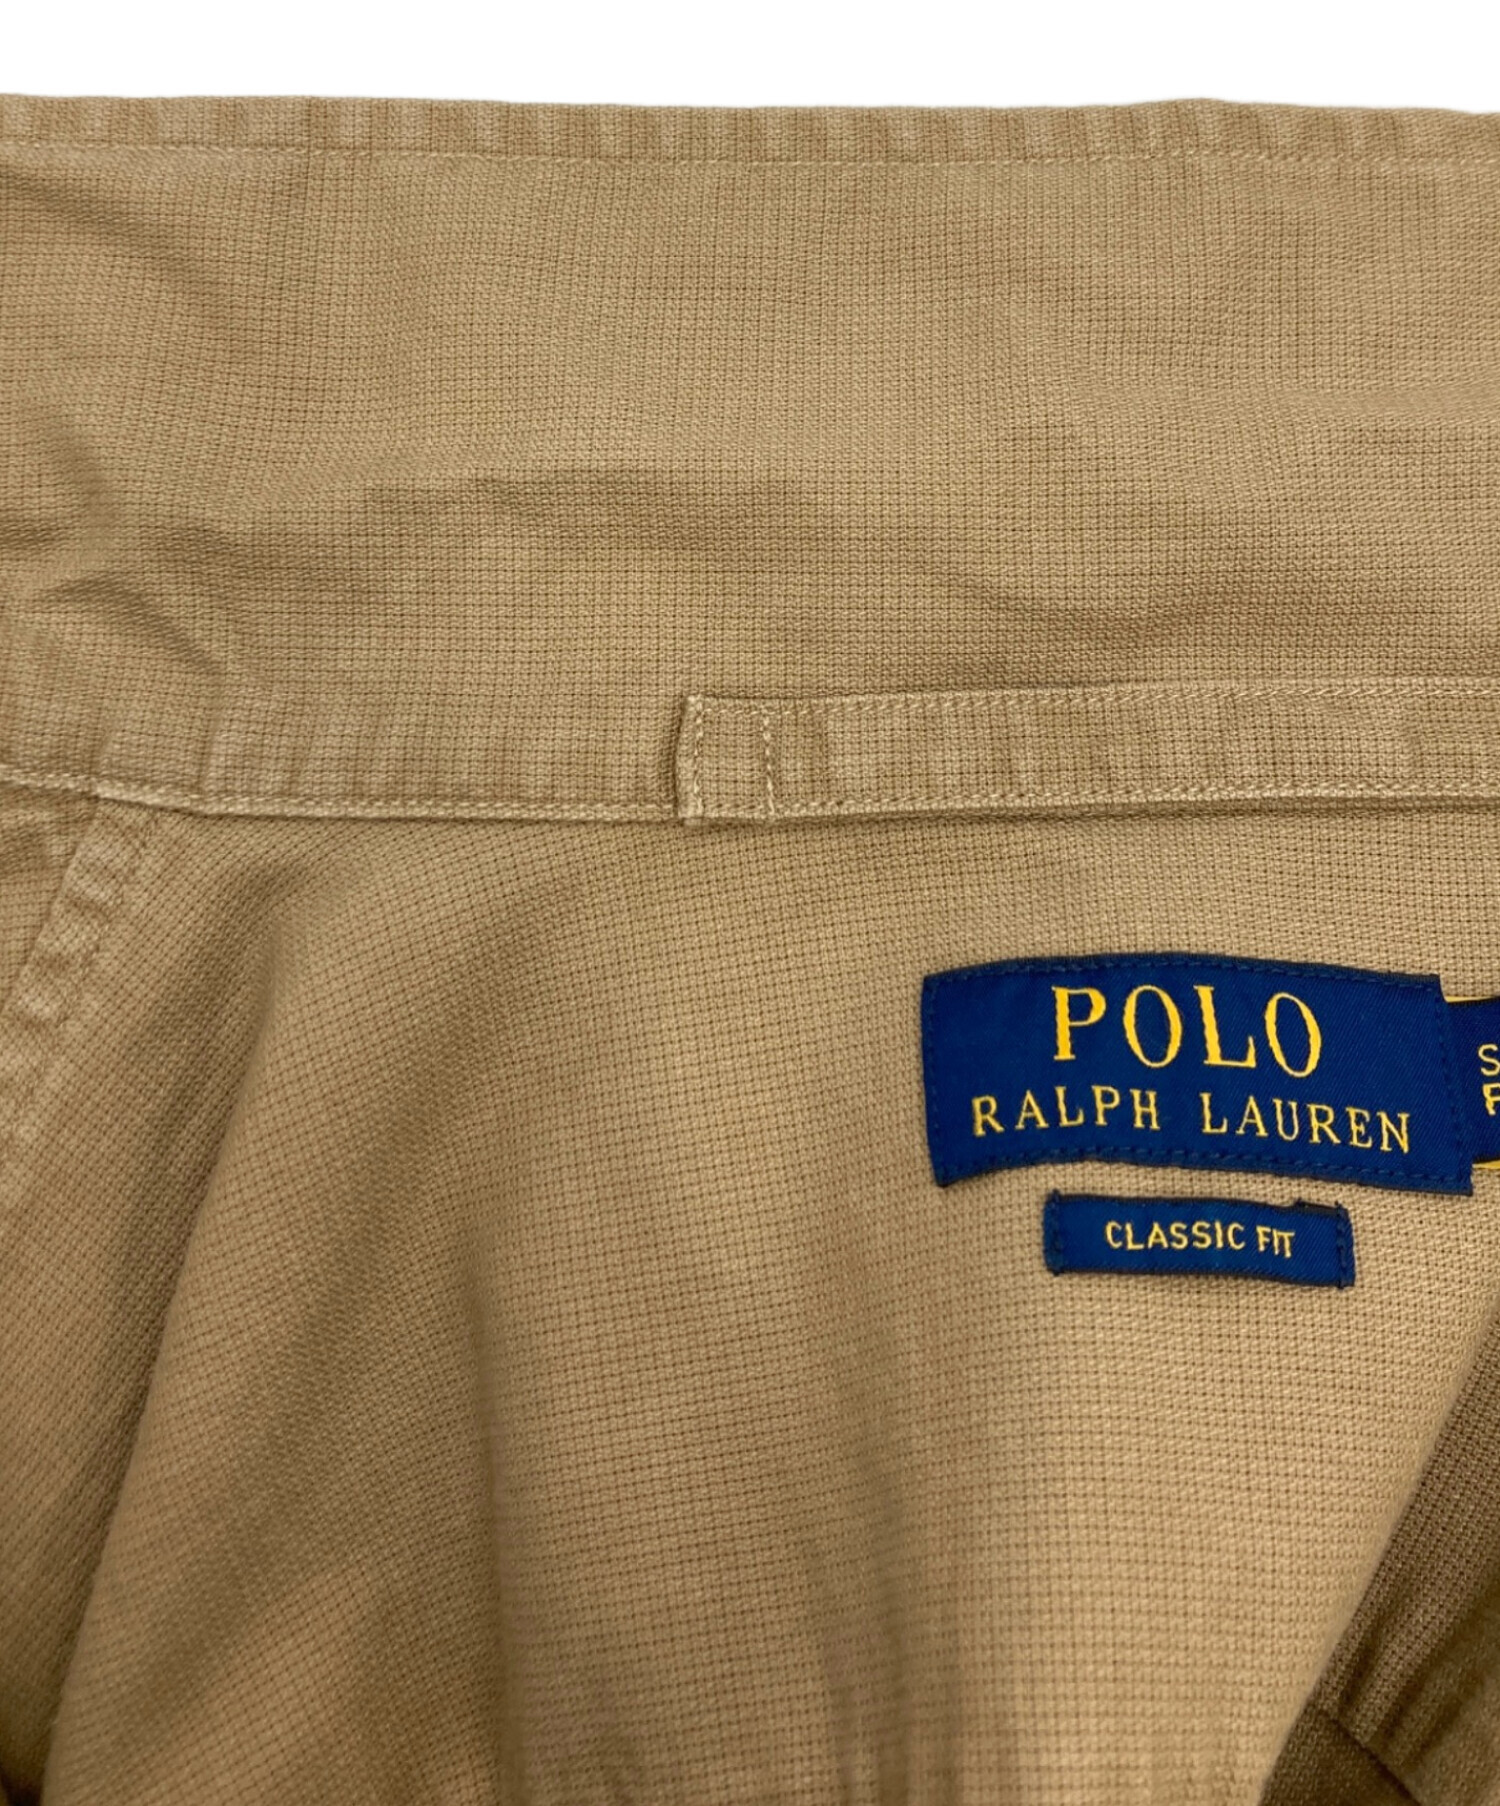 POLO
RALPH LAUREN
CLASSIC FIT
S